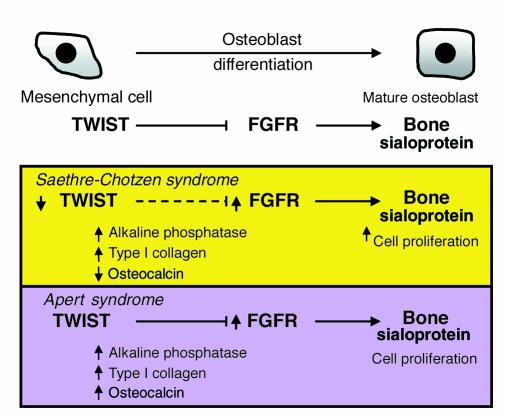 Osteoblast
differentiation
Mesenchymal cell
Mature osteoblast
TWIST FGFR Bone
sialoprotein
Saethre-Chotzen syndrome
↓ TWIST ↑ FGFR Bone
sialoprotein
↑ Alkaline phosphatase
↑ Cell proliferation
↑ Type I collagen
↓ Osteocalcin
Apert syndrome
TWIST ↑ FGFR Bone
sialoprotein
↑ Alkaline phosphatase
Cell proliferation
↑ Type I collagen
↑ Osteocalcin